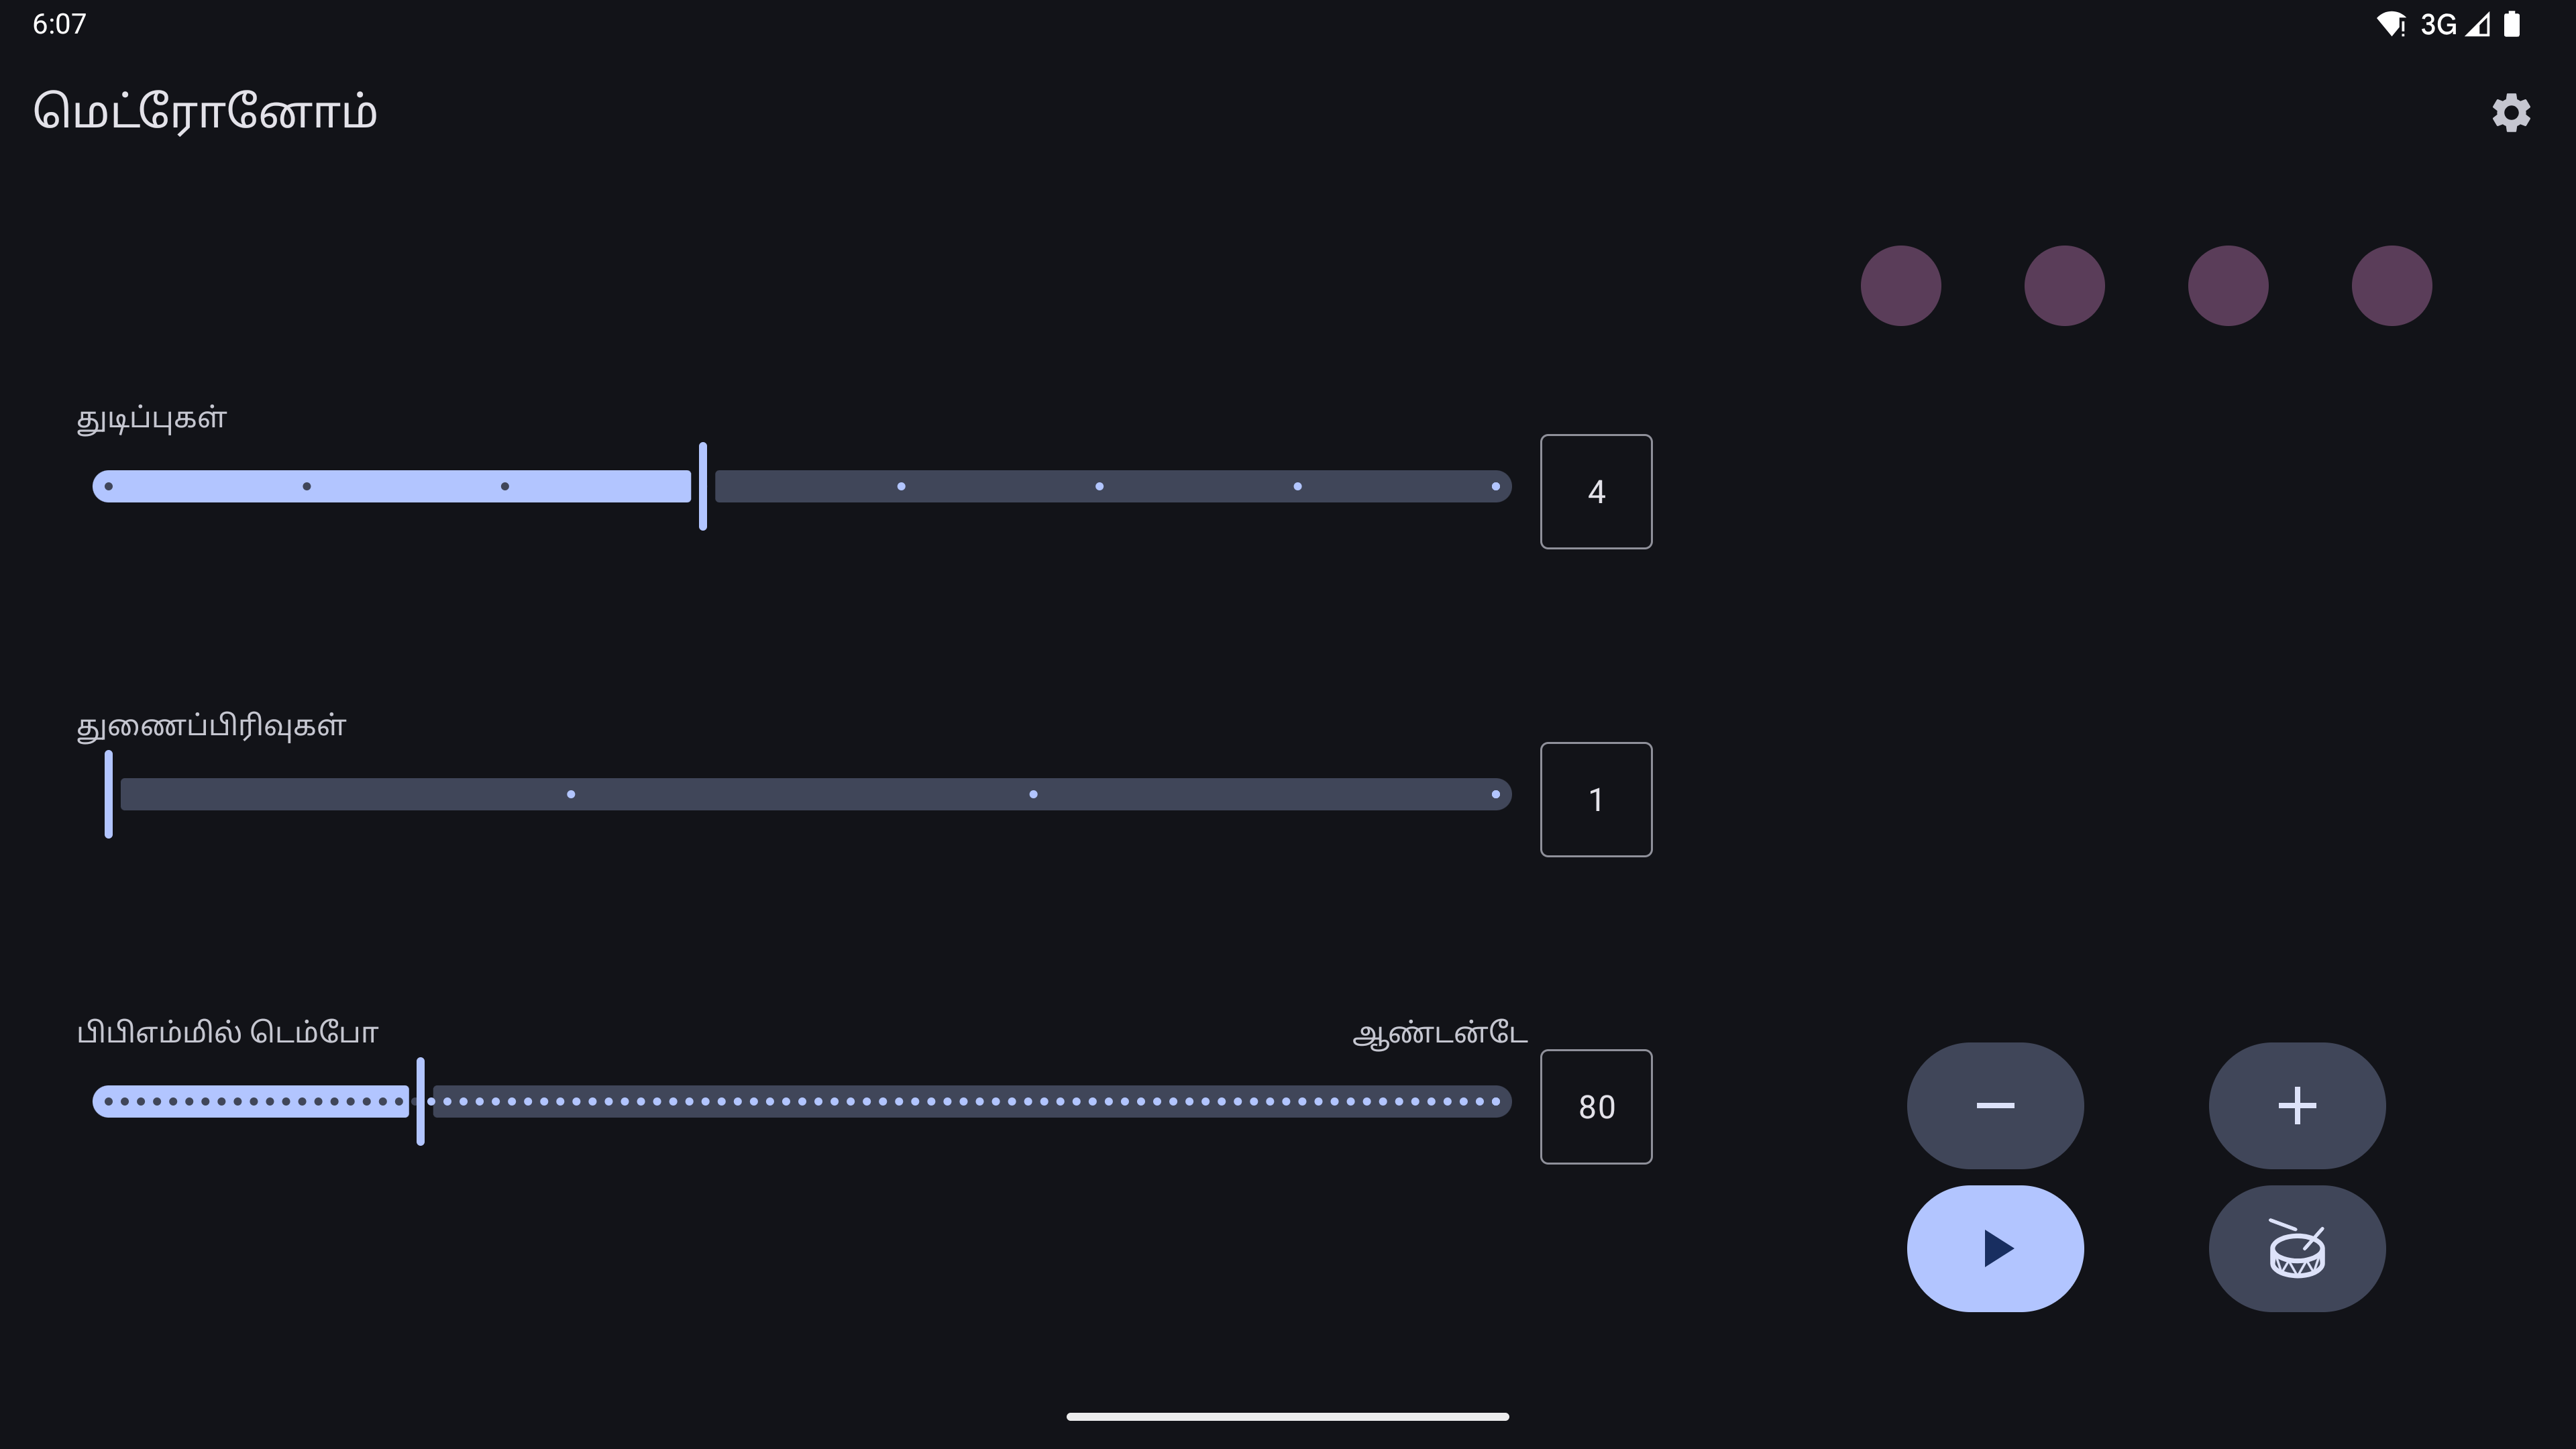 6:07
3G
மெட்ரோனோம்
துடிப்புகள்
4
துணைப்பிரிவுகள்
1
பிபிஎம்மில் டெம்போ
ஆண்டன்டே
80